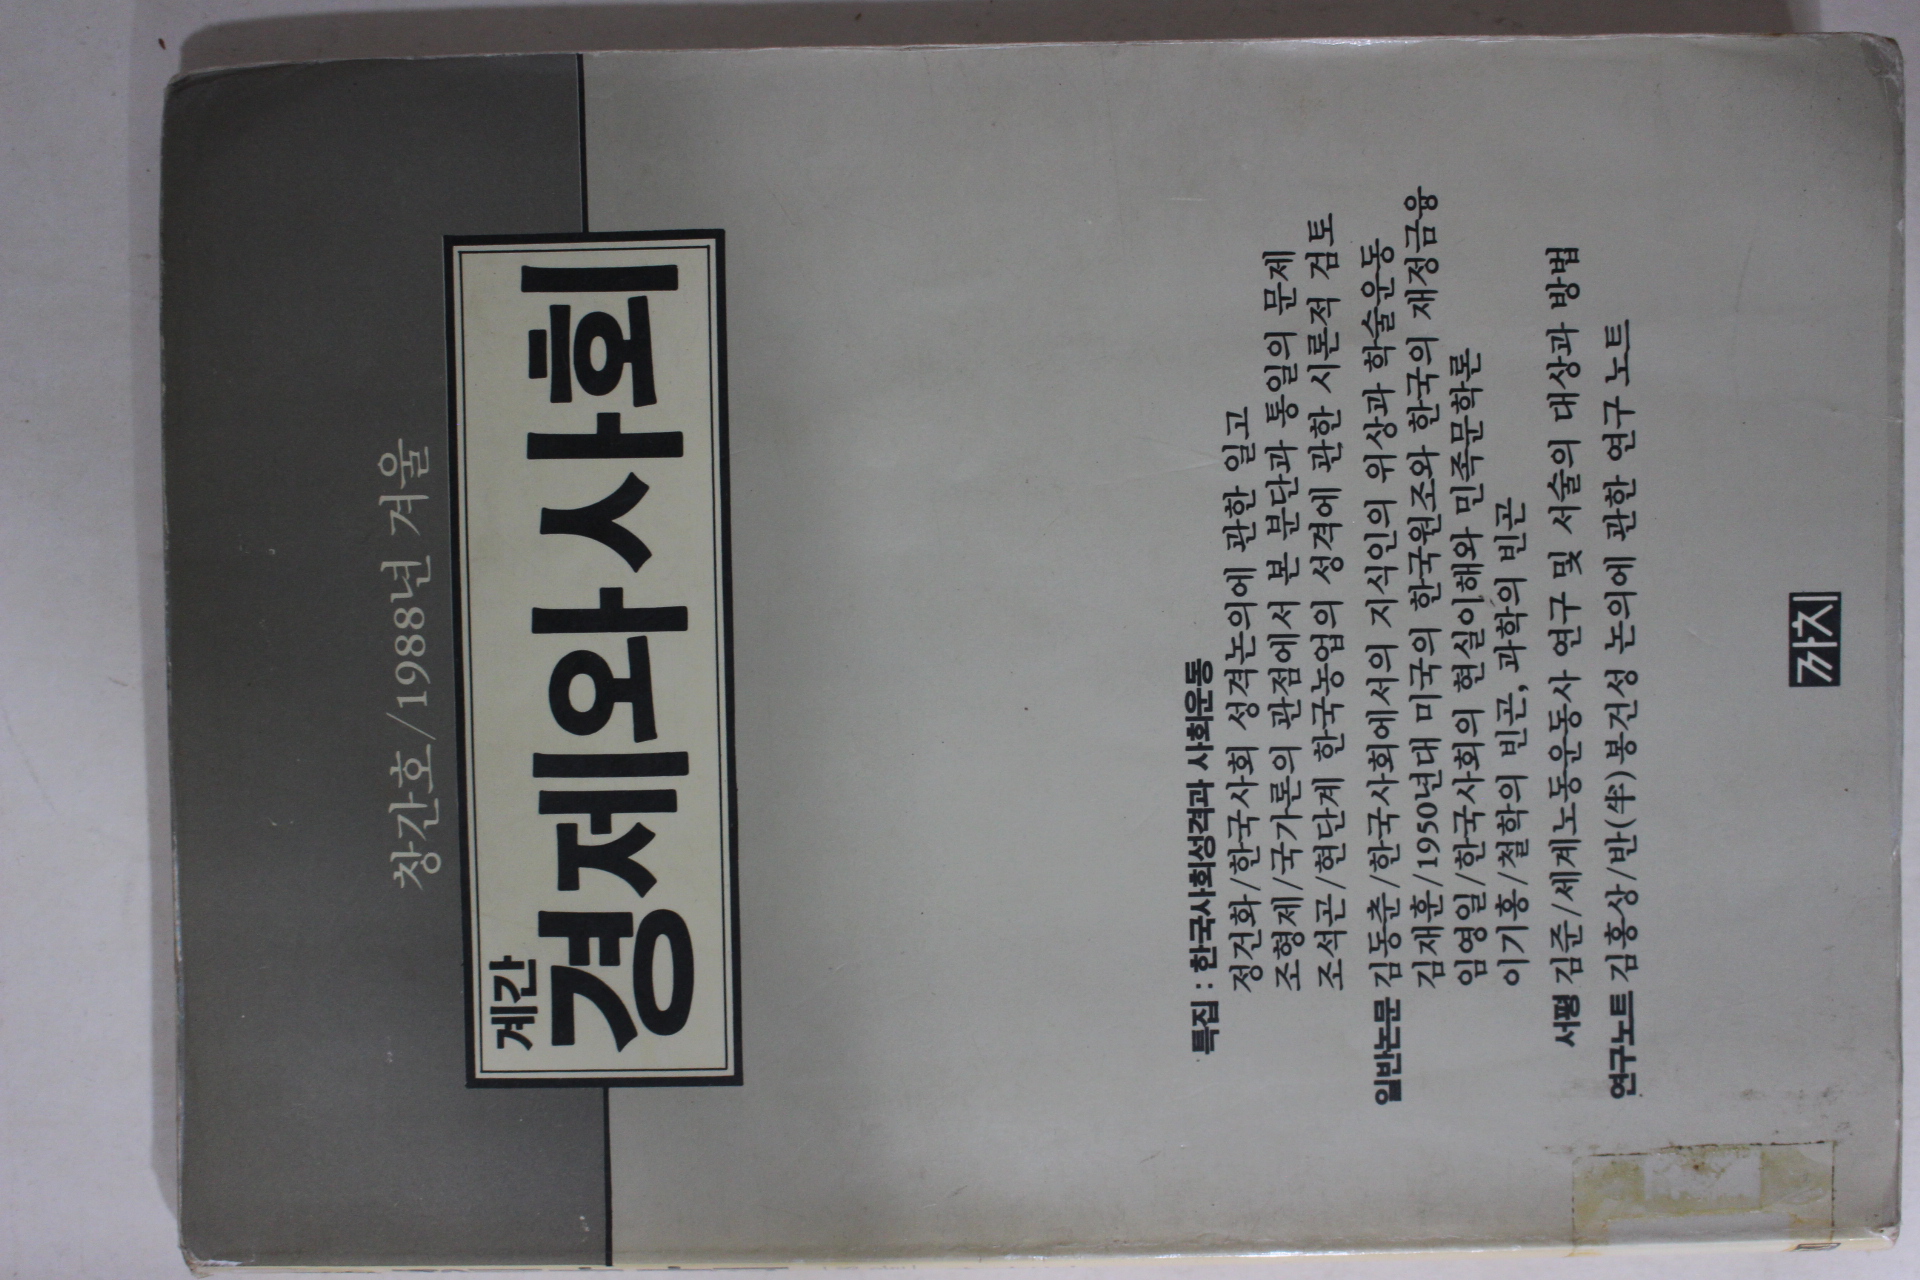 창간호/1988년 겨울
계간
경제와사회
특집 : 한국사회성격과 사회운동
정건화/한국사회 성격논의에 관한 일고
조형제/국가론의 관점에서 본 분단과 통일의 문제
조석곤/현단계 한국농업의 성격에 관한 시론적 검토
일반논문 김동춘/한국사회에서의 지식인의 위상과 학술운동
김재훈/1950년대 미국의 한국원조와 한국의 재정금융
임영일/한국사회의 현실이해와 민족문학론
이기홍/철학의 빈곤, 과학의 빈곤
서평 김준/세계노동운동사 연구 및 서술의 대상과 방법
연구노트 김홍상/반(半)봉건성 논의에 관한 연구 노트
까치